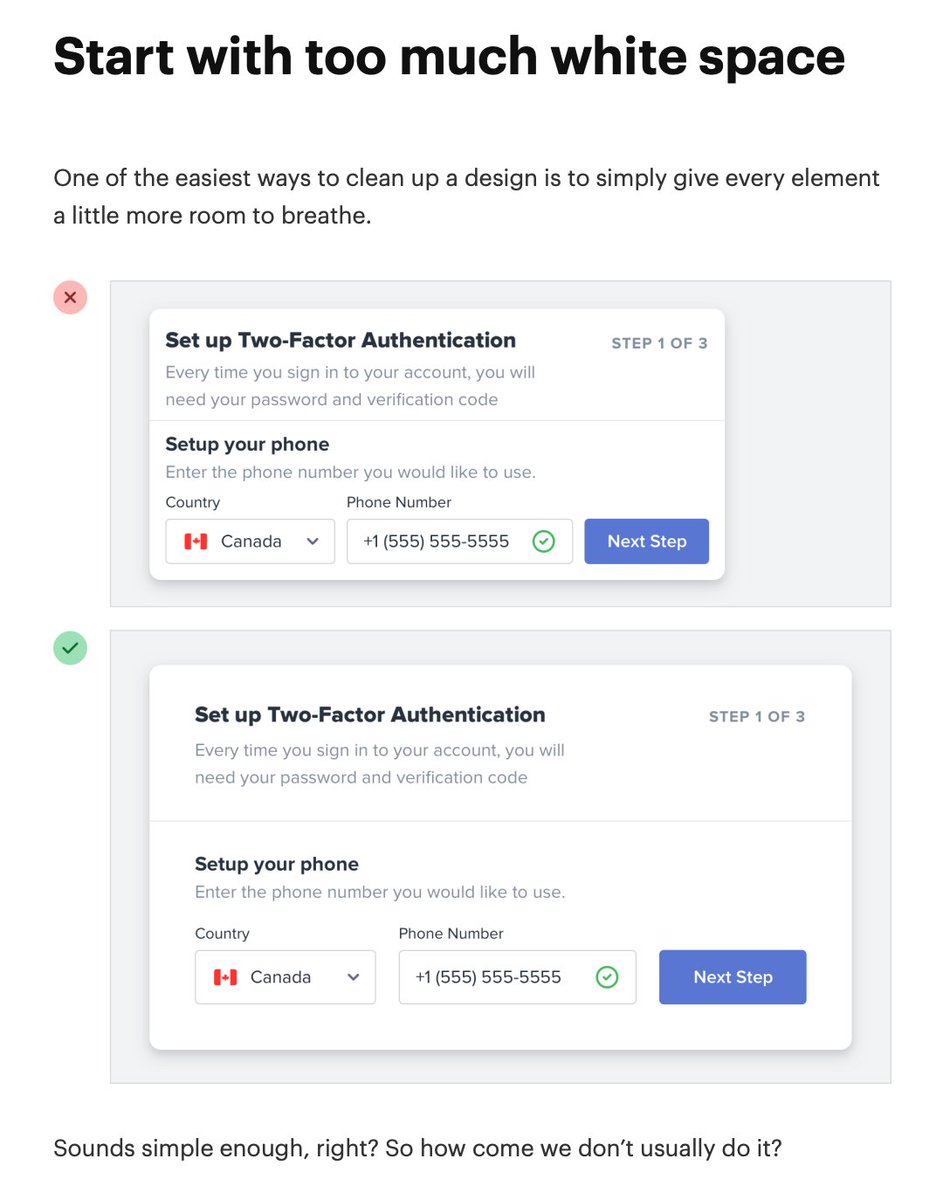 Start with too much white space
One of the easiest ways to clean up a design is to simply give every element
a little more room to breathe.
Set up Two-Factor Authentication
STEP 1 OF 3
Every time you sign in to your account, you will
need your password and verification code
Setup your phone
Enter the phone number you would like to use.
Country
Phone Number
Canada
+1 (555) 555-5555
Next Step
Set up Two-Factor Authentication
STEP 1 OF 3
Every time you sign in to your account, you will
need your password and verification code
Setup your phone
Enter the phone number you would like to use.
Country
Phone Number
Canada
+1 (555) 555-5555
Next Step
Sounds simple enough, right? So how come we don’t usually do it?